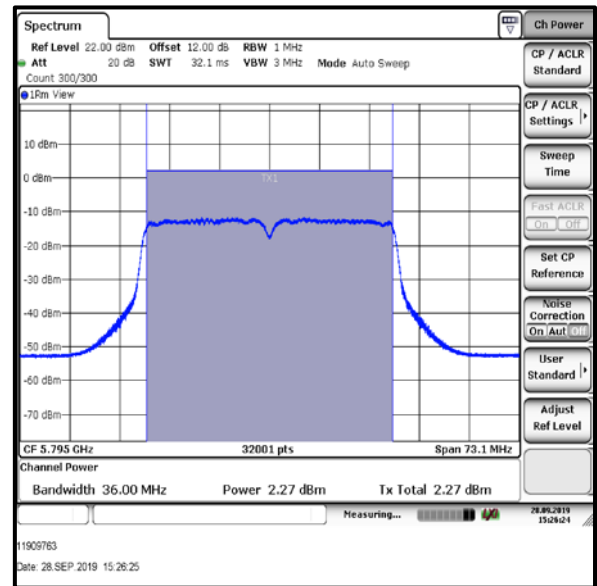 Spectrum
Ref Level 22.00 dBm Offset 12.00 dB RBW 1 MHz
Att 20 dB SWT 32.1 ms VBW 3 MHz Mode Auto Sweep
Count 300/300
1Rm View
10 dBm
0 dBm
TX1
-10 dBm
-20 dBm
-30 dBm
-40 dBm
-50 dBm
-60 dBm
-70 dBm
CF 5.795 GHz 32001 pts Span 73.1 MHz
Channel Power
Bandwidth 36.00 MHz Power 2.27 dBm Tx Total 2.27 dBm
Measuring... 28.09.2019
15:26:24
Ch Power
CP / ACLR
Standard
CP / ACLR
Settings
Sweep
Time
Fast ACLR
On Off
Set CP
Reference
Noise
Correction
On Aut Off
User
Standard
Adjust
Ref Level
11909763
Date: 28.SEP.2019 15:26:25